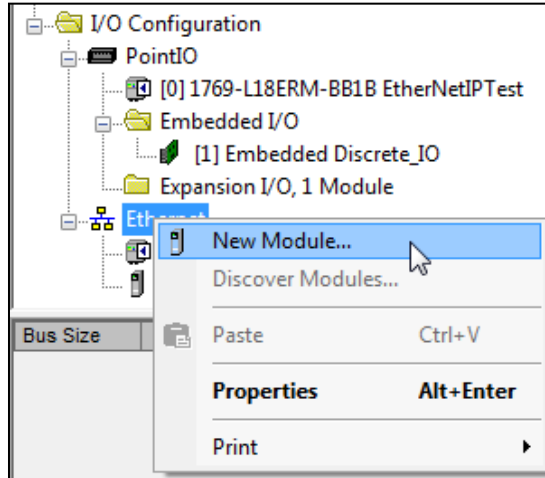 I/O Configuration
PointIO
[0] 1769-L18ERM-BB1B EtherNetIPTest
Embedded I/O
[1] Embedded Discrete_IO
Expansion I/O, 1 Module
Ethernet
New Module...
Discover Modules...
Bus Size
Paste Ctrl+V
Properties Alt+Enter
Print